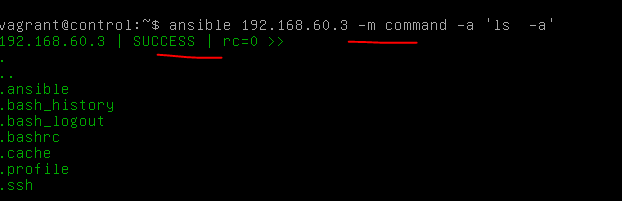 vagrant@control:~$ ansible 192.168.60.3 -m command -a 'ls  -a'
192.168.60.3 | SUCCESS | rc=0 >>
.
..
.ansible
.bash_history
.bash_logout
.bashrc
.cache
.profile
.ssh